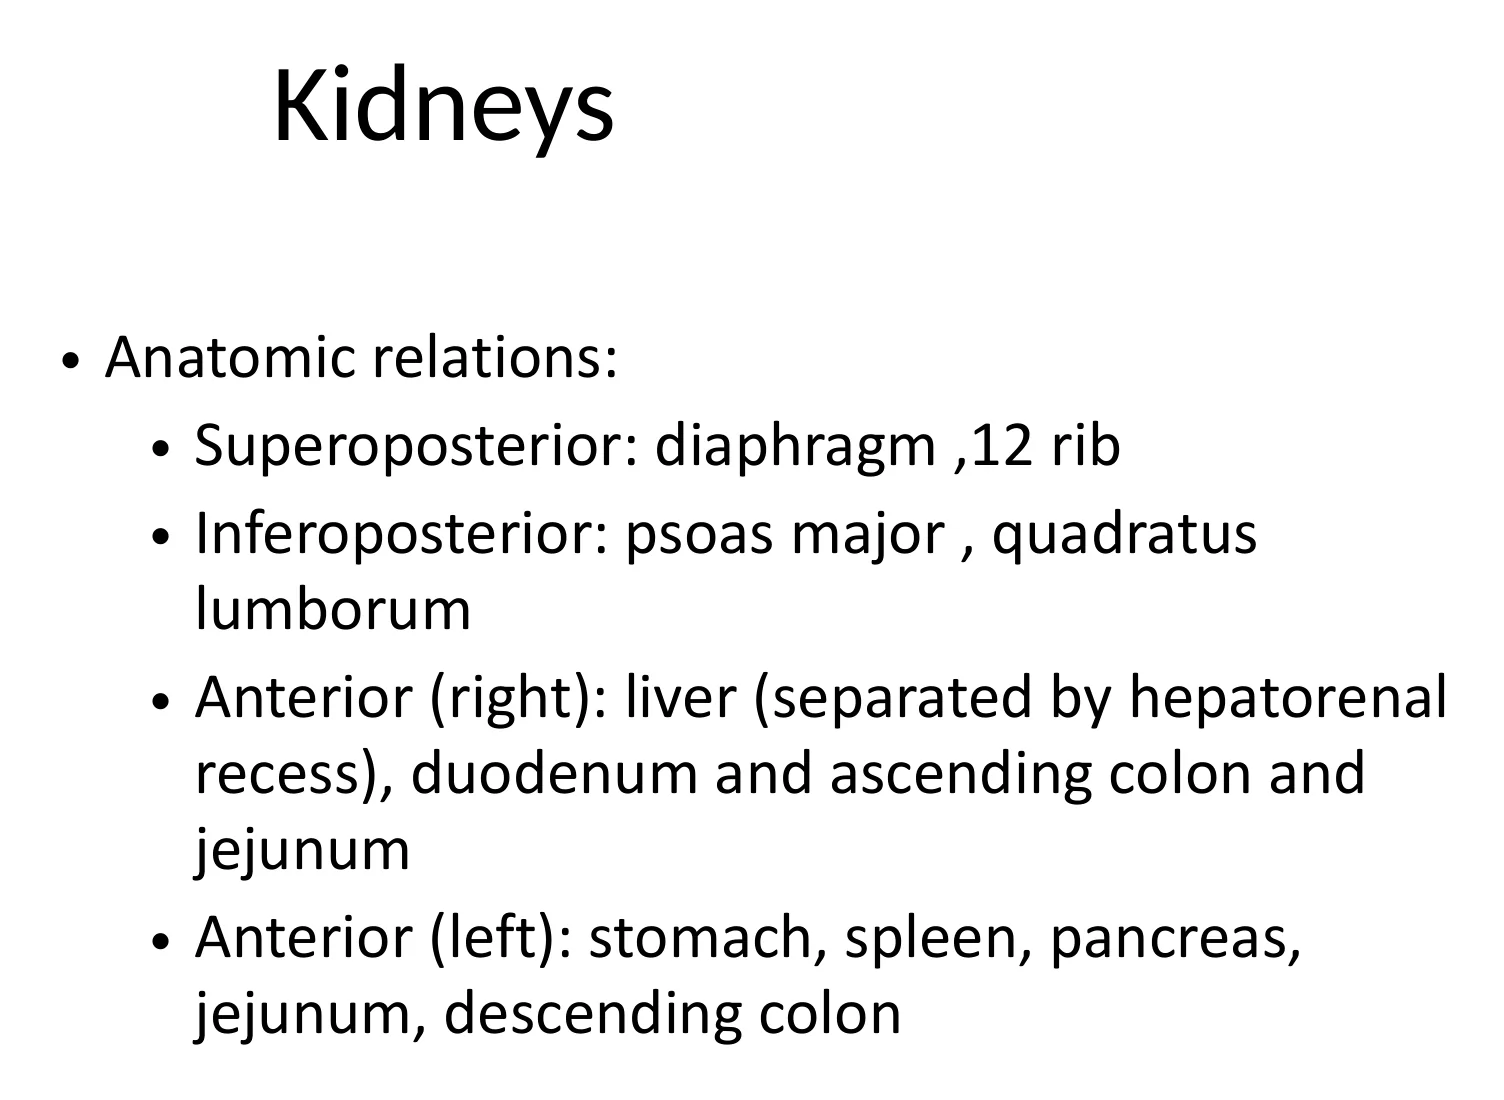 Kidneys
• Anatomic relations:
• Superoposterior: diaphragm ,12 rib
• Inferoposterior: psoas major , quadratus
lumborum
• Anterior (right): liver (separated by hepatorenal
recess), duodenum and ascending colon and
jejunum
• Anterior (left): stomach, spleen, pancreas,
jejunum, descending colon